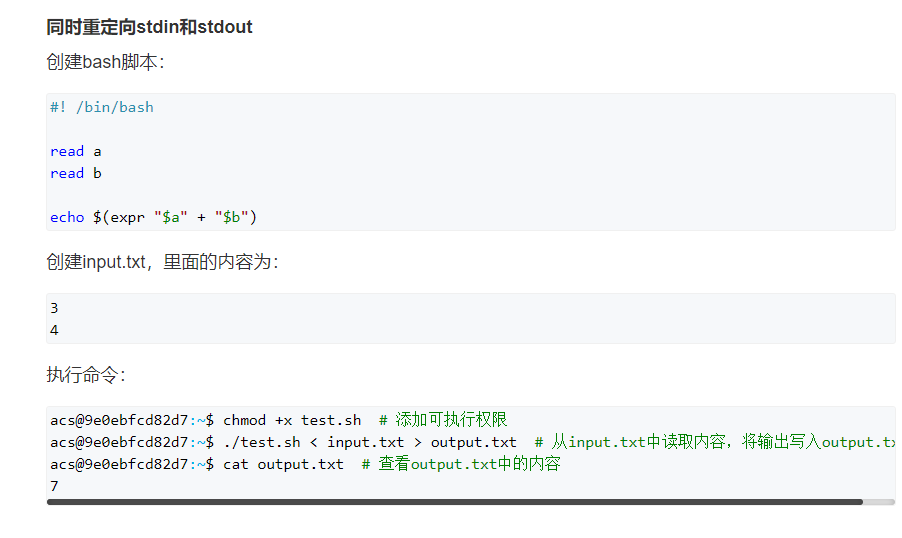 同时重定向stdin和stdout
创建bash脚本：
#! /bin/bash
read a
read b
echo $(expr "$a" + "$b")
创建input.txt，里面的内容为：
3
4
执行命令：
acs@9e0ebfcd82d7:~$ chmod +x test.sh  # 添加可执行权限
acs@9e0ebfcd82d7:~$ ./test.sh < input.txt > output.txt  # 从input.txt中读取内容，将输出写入output.tx
acs@9e0ebfcd82d7:~$ cat output.txt  # 查看output.txt中的内容
7